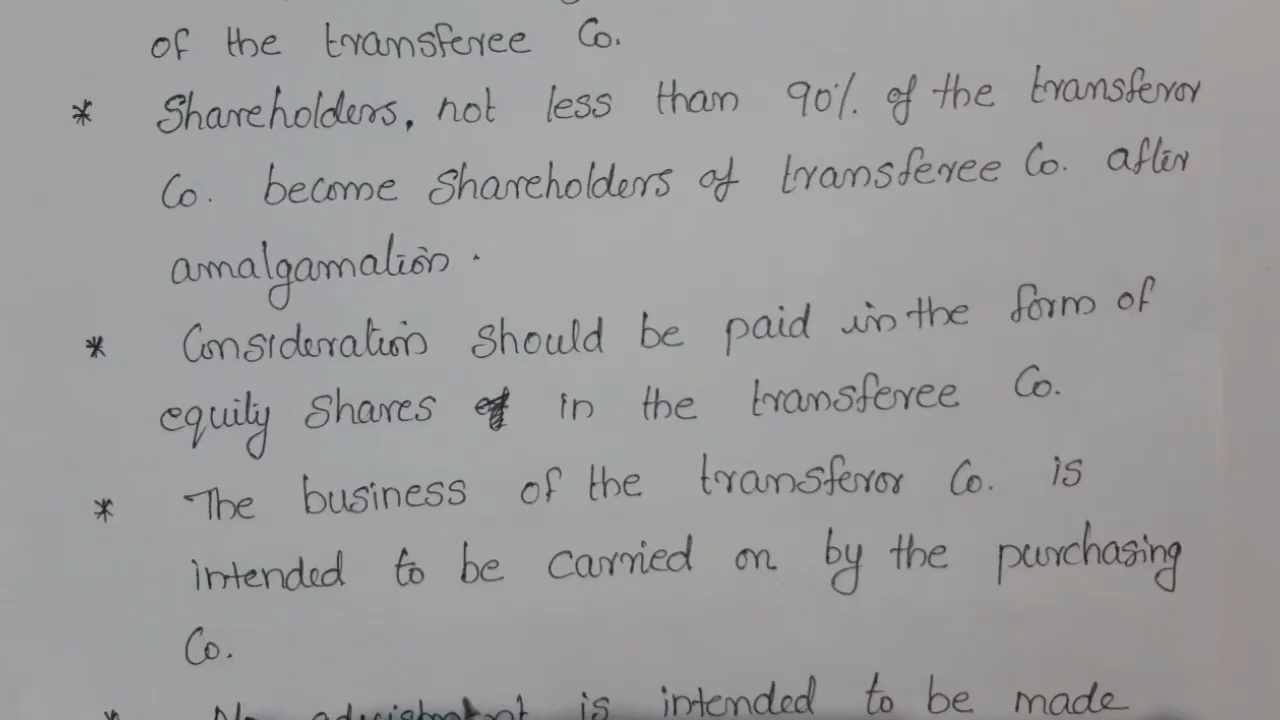 of the transferee Co.
* Shareholders, not less than 90% of the transferor
Co. become shareholders of transferee Co. after
amalgamation.
* Consideration should be paid in the form of
equity shares in the transferee Co.
* The business of the transferor Co. is
intended to be carried on by the purchasing
Co.
* No adjustment is intended to be made